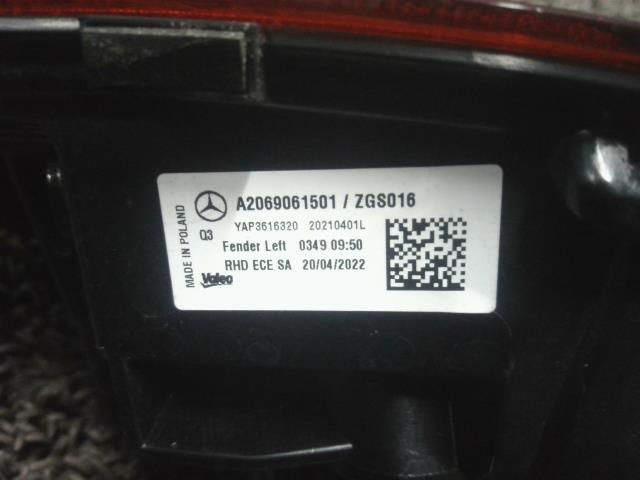 A2069061501 / ZGS016
YAP3616320 20210401L
Fender Left 0349 09:50
RHD ECE SA 20/04/2022
Valeo
MADE IN POLAND
Q3